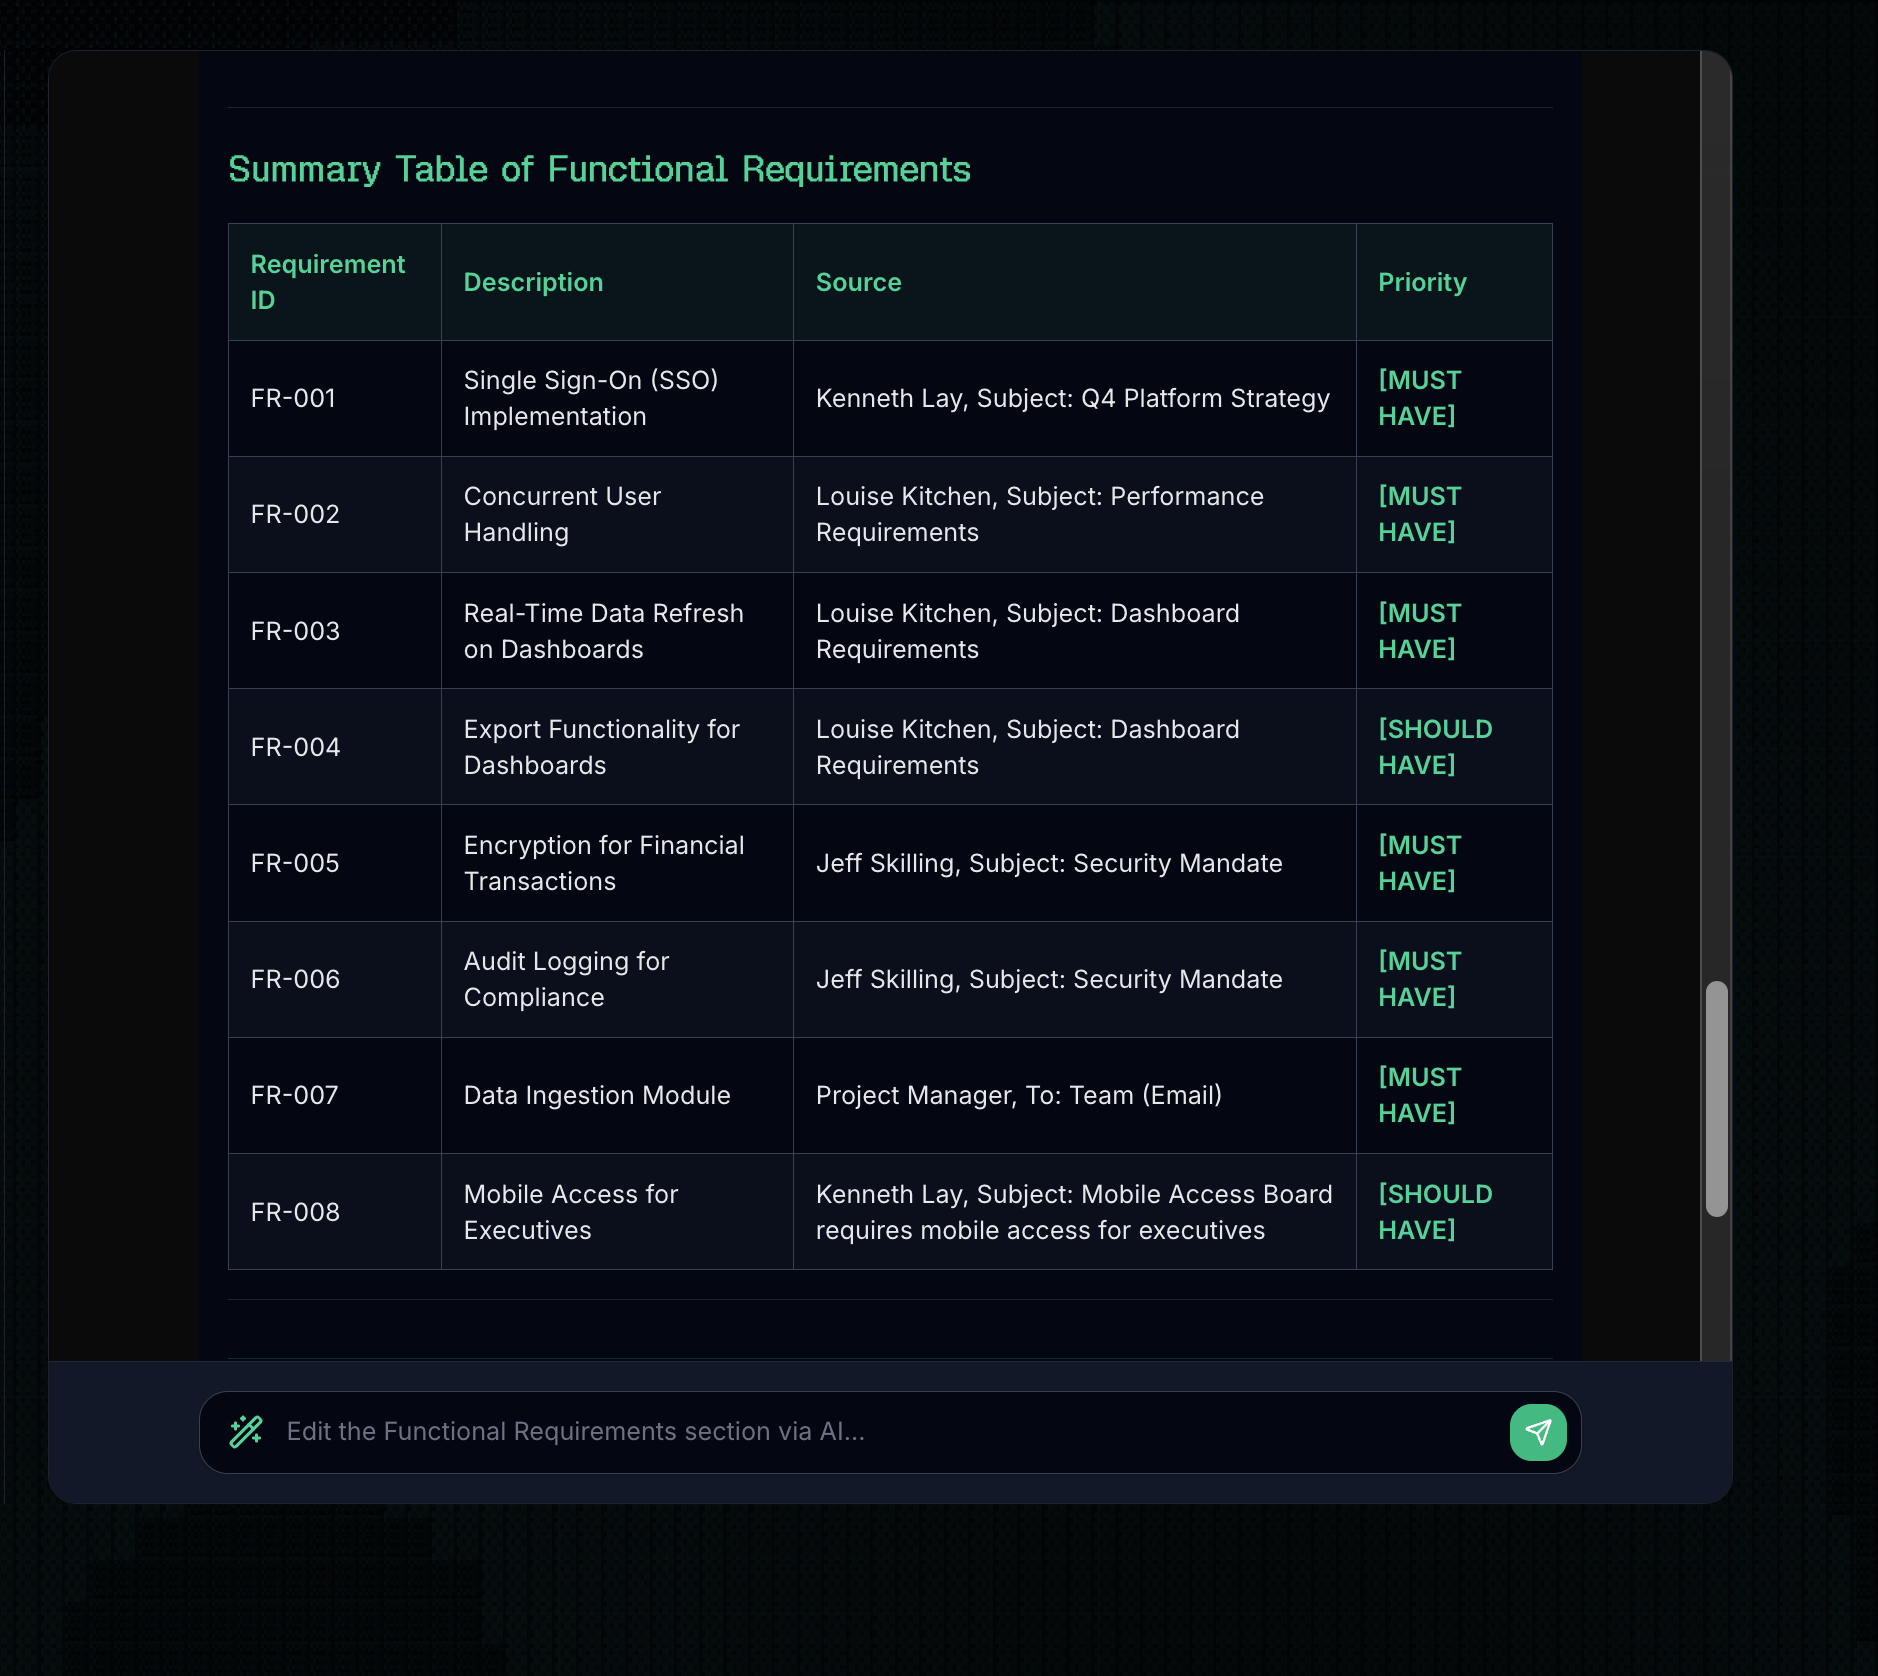 Summary Table of Functional Requirements
Requirement
ID
Description
Source
Priority
FR-001
Single Sign-On (SSO)
Implementation
Kenneth Lay, Subject: Q4 Platform Strategy
[MUST
HAVE]
FR-002
Concurrent User
Handling
Louise Kitchen, Subject: Performance
Requirements
[MUST
HAVE]
FR-003
Real-Time Data Refresh
on Dashboards
Louise Kitchen, Subject: Dashboard
Requirements
[MUST
HAVE]
FR-004
Export Functionality for
Dashboards
Louise Kitchen, Subject: Dashboard
Requirements
[SHOULD
HAVE]
FR-005
Encryption for Financial
Transactions
Jeff Skilling, Subject: Security Mandate
[MUST
HAVE]
FR-006
Audit Logging for
Compliance
Jeff Skilling, Subject: Security Mandate
[MUST
HAVE]
FR-007
Data Ingestion Module
Project Manager, To: Team (Email)
[MUST
HAVE]
FR-008
Mobile Access for
Executives
Kenneth Lay, Subject: Mobile Access Board
requires mobile access for executives
[SHOULD
HAVE]
Edit the Functional Requirements section via AI...